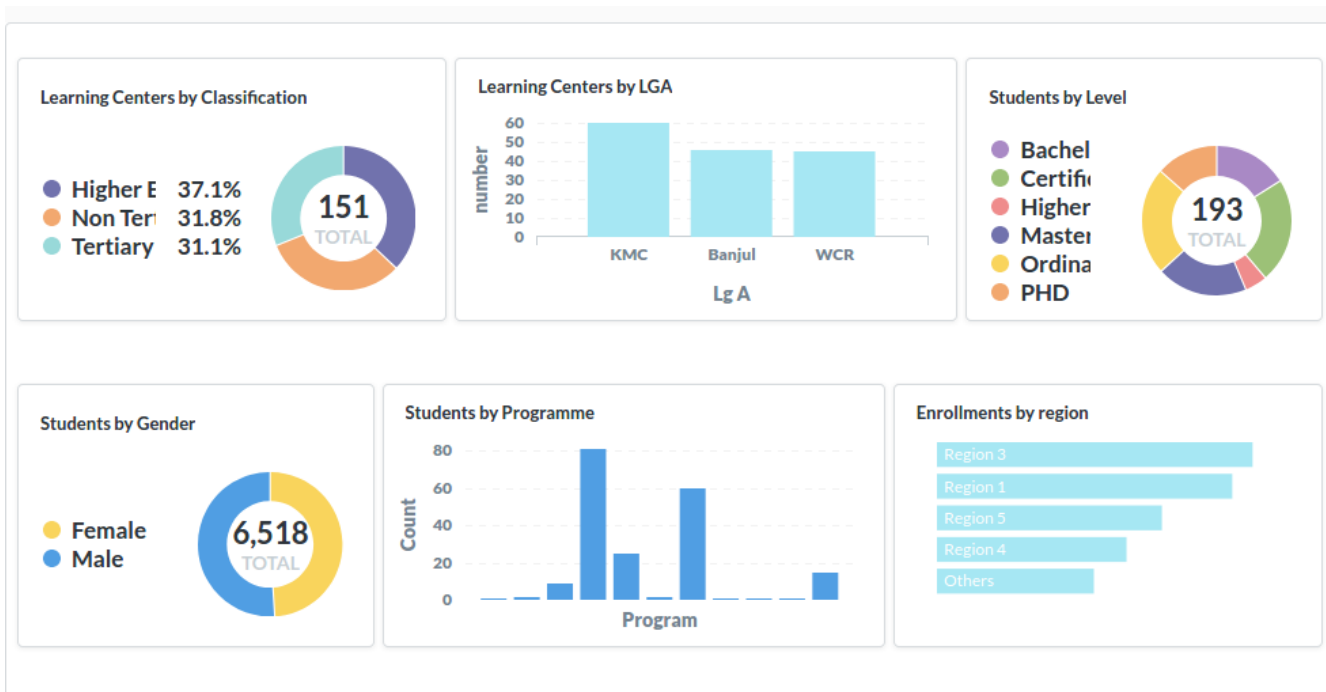 Learning Centers by Classification
Higher E 37.1%
Non Ter 31.8%
Tertiary 31.1%
151
TOTAL
Learning Centers by LGA
number
60
50
40
30
20
10
0
KMC Banjul WCR
Lg A
Students by Level
Bachel
Certifi
Higher
Master
Ordina
PHD
193
TOTAL
Students by Gender
Female
Male
6,518
TOTAL
Students by Programme
Count
80
60
40
20
0
Program
Enrollments by region
Region 3
Region 1
Region 5
Region 4
Others